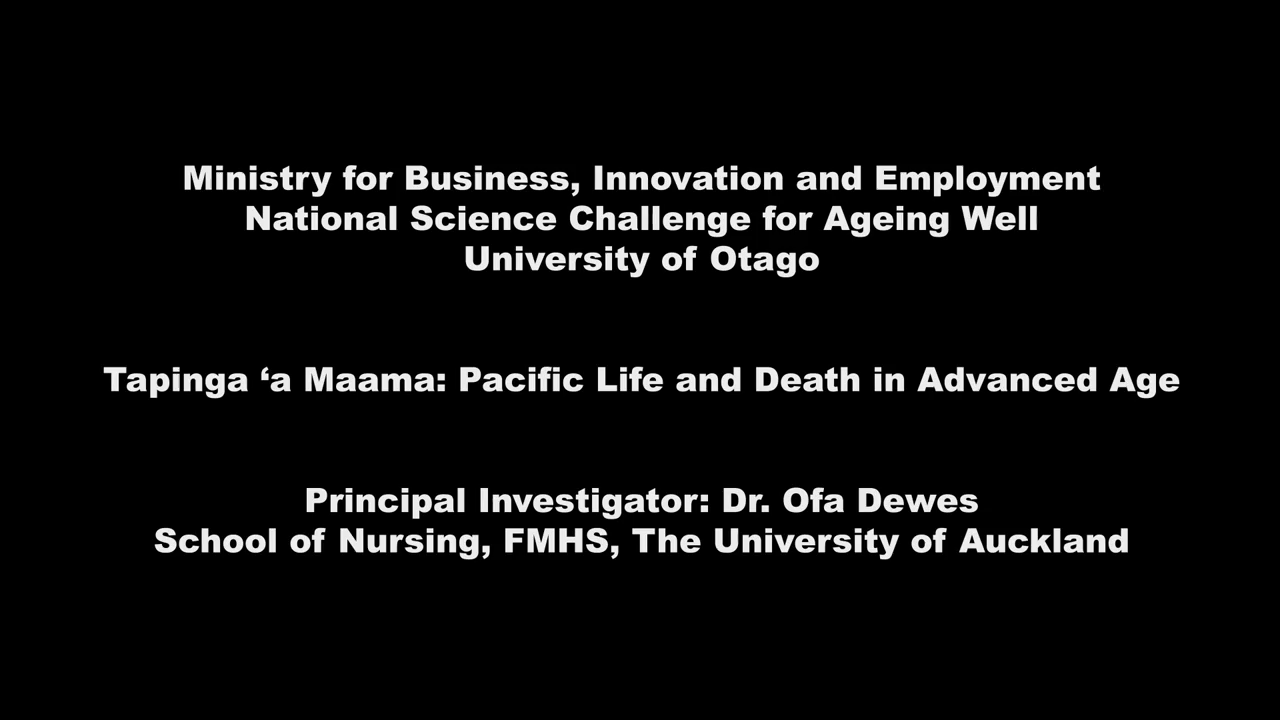 Ministry for Business, Innovation and Employment
National Science Challenge for Ageing Well
University of Otago
Tapinga ‘a Maama: Pacific Life and Death in Advanced Age
Principal Investigator: Dr. Ofa Dewes
School of Nursing, FMHS, The University of Auckland